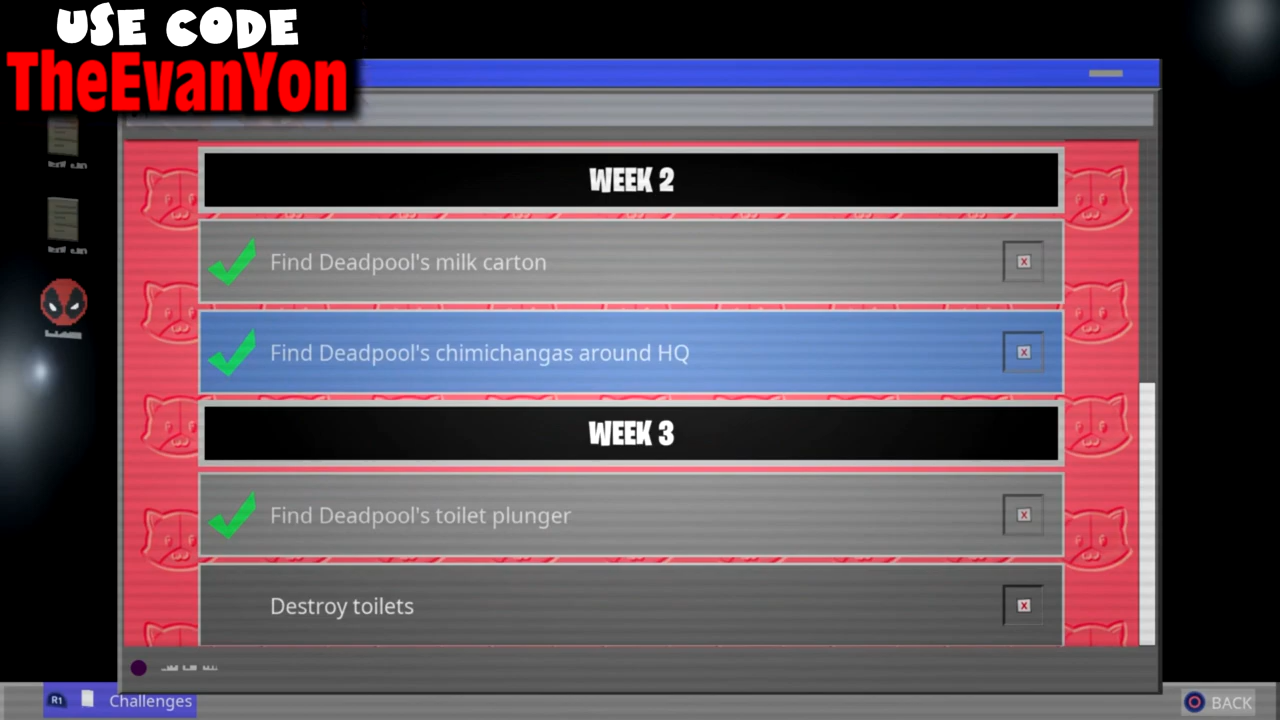 USE CODE
TheEvanYon
WEEK 2
Find Deadpool's milk carton
x
Find Deadpool's chimichangas around HQ
x
WEEK 3
Find Deadpool's toilet plunger
x
Destroy toilets
x
R1 Challenges
BACK